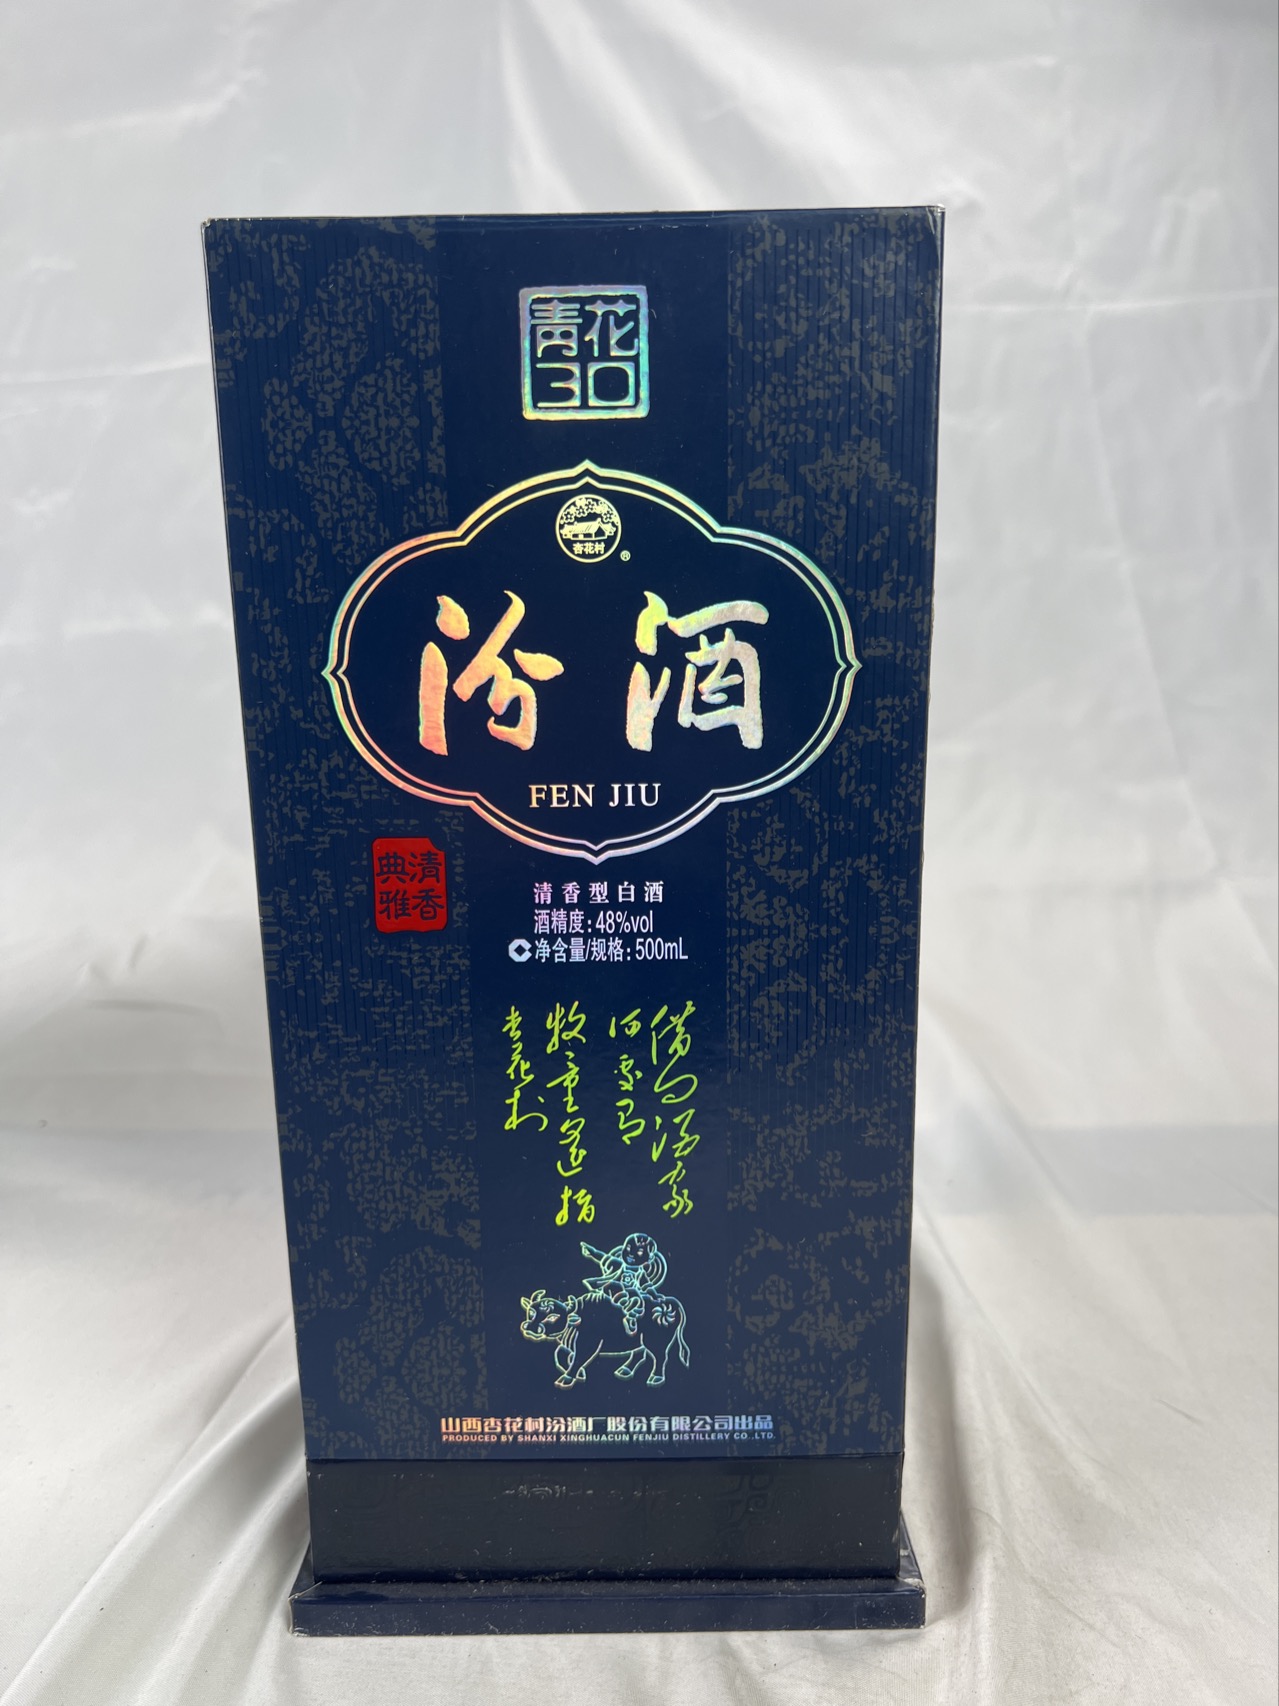 青花
30
杏花村
®
汾酒
FEN JIU
清香
典雅
清香型白酒
酒精度:48%vol
净含量/规格:500mL
借问酒家
何处有
牧童遥指
杏花村
山西杏花村汾酒厂股份有限公司出品
PRODUCED BY SHANXI XINGHUACUN FENJIU DISTILLERY CO.,LTD.